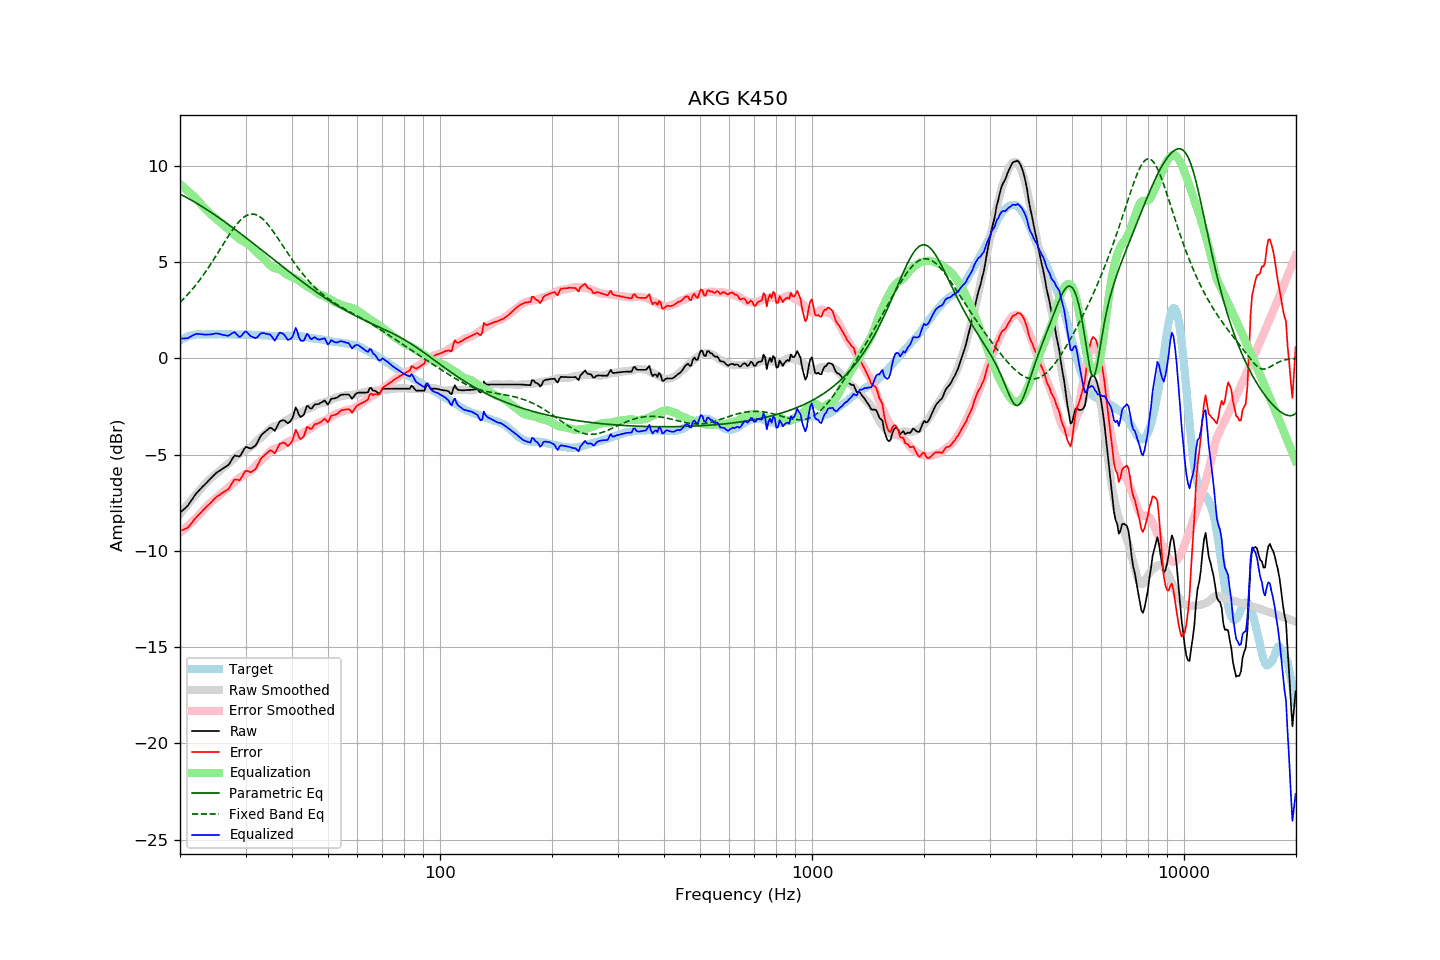 AKG K450
Amplitude (dBr)
10
5
0
−5
−10
−15
−20
−25
Target
Raw Smoothed
Error Smoothed
Raw
Error
Equalization
Parametric Eq
Fixed Band Eq
Equalized
100
1000
10000
Frequency (Hz)